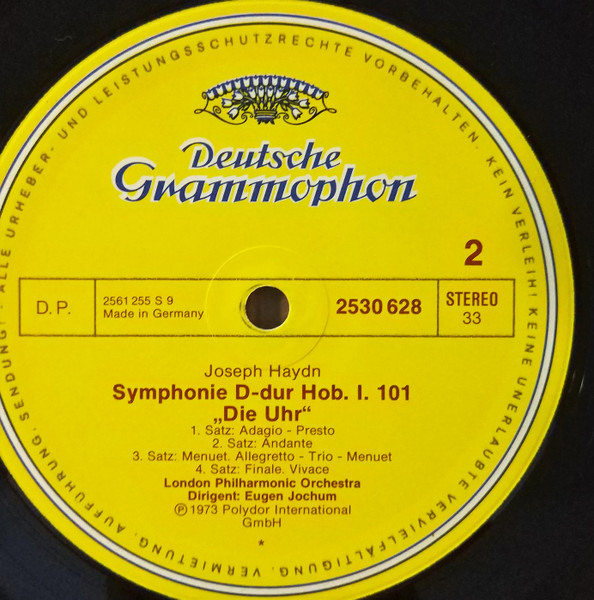 ALLE URHEBER- UND LEISTUNGSSCHUTZRECHTE VORBEHALTEN. KEIN VERLEIH! KEINE UNERLAUBTE VERVIELFÄLTIGUNG, VERMIETUNG, AUFFÜHRUNG, SENDUNG!
Deutsche
Grammophon
2
D.P.
2561 255 S 9
Made in Germany
2530 628
STEREO
33
Joseph Haydn
Symphonie D-dur Hob. I. 101
„Die Uhr“
1. Satz: Adagio - Presto
2. Satz: Andante
3. Satz: Menuet. Allegretto - Trio - Menuet
4. Satz: Finale. Vivace
London Philharmonic Orchestra
Dirigent: Eugen Jochum
Ⓟ 1973 Polydor International
GmbH
*